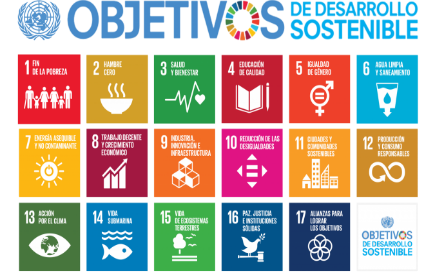 OBJETIVOS DE DESARROLLO
SOSTENIBLE
1 FIN
DE LA POBREZA
2 HAMBRE
CERO
3 SALUD
Y BIENESTAR
4 EDUCACIÓN
DE CALIDAD
5 IGUALDAD
DE GÉNERO
6 AGUA LIMPIA
Y SANEAMIENTO
7 ENERGÍA ASEQUIBLE
Y NO CONTAMINANTE
8 TRABAJO DECENTE
Y CRECIMIENTO
ECONÓMICO
9 INDUSTRIA,
INNOVACIÓN E
INFRAESTRUCTURA
10 REDUCCIÓN DE LAS
DESIGUALDADES
11 CIUDADES Y
COMUNIDADES
SOSTENIBLES
12 PRODUCCIÓN
Y CONSUMO
RESPONSABLES
13 ACCIÓN
POR EL CLIMA
14 VIDA
SUBMARINA
15 VIDA
DE ECOSISTEMAS
TERRESTRES
16 PAZ, JUSTICIA
E INSTITUCIONES
SÓLIDAS
17 ALIANZAS PARA
LOGRAR
LOS OBJETIVOS
OBJETIVOS
DE DESARROLLO
SOSTENIBLE